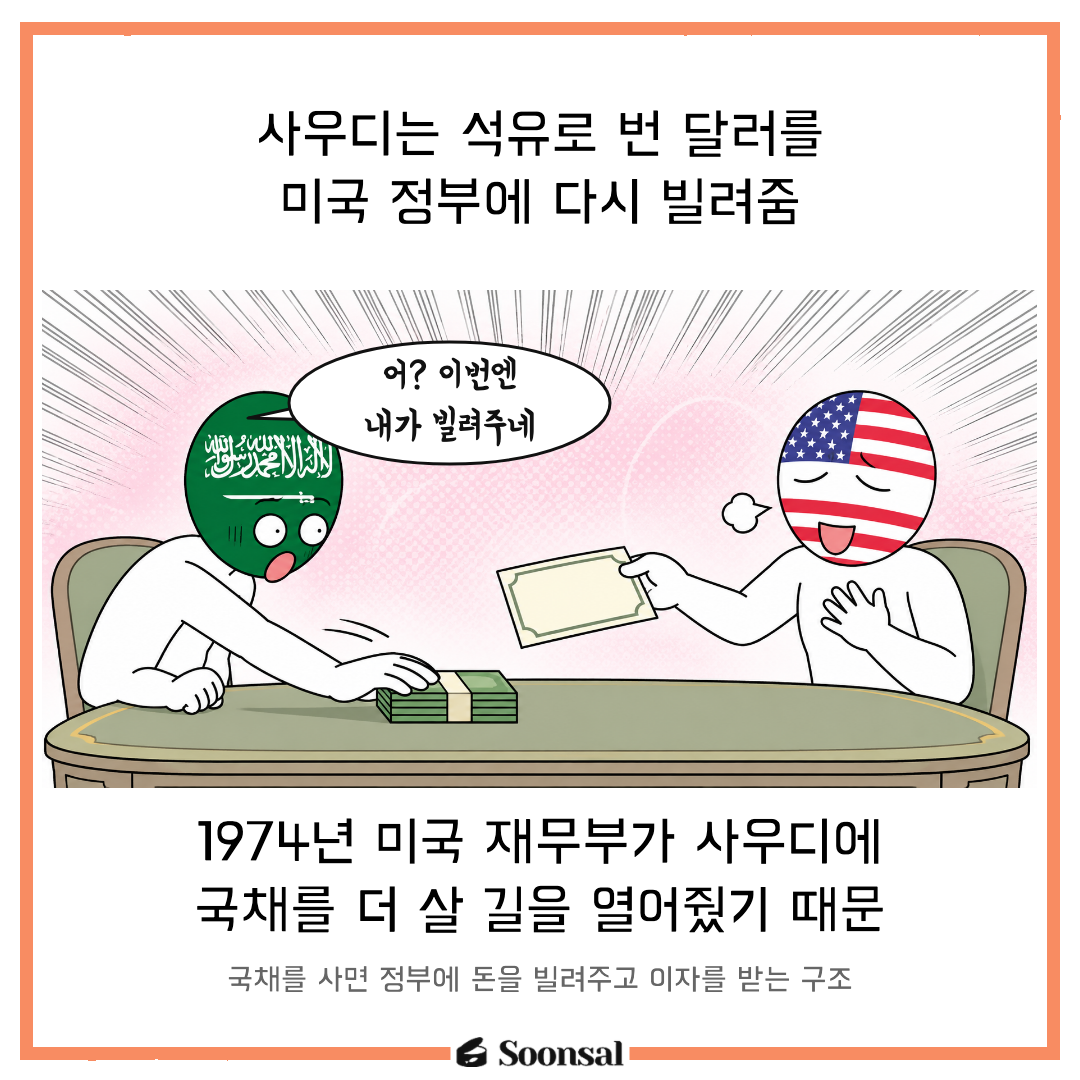 사우디는 석유로 번 달러를
미국 정부에 다시 빌려줌
어? 이번엔
내가 빌려주네
1974년 미국 재무부가 사우디에
국채를 더 살 길을 열어줬기 때문
국채를 사면 정부에 돈을 빌려주고 이자를 받는 구조
Soonsal